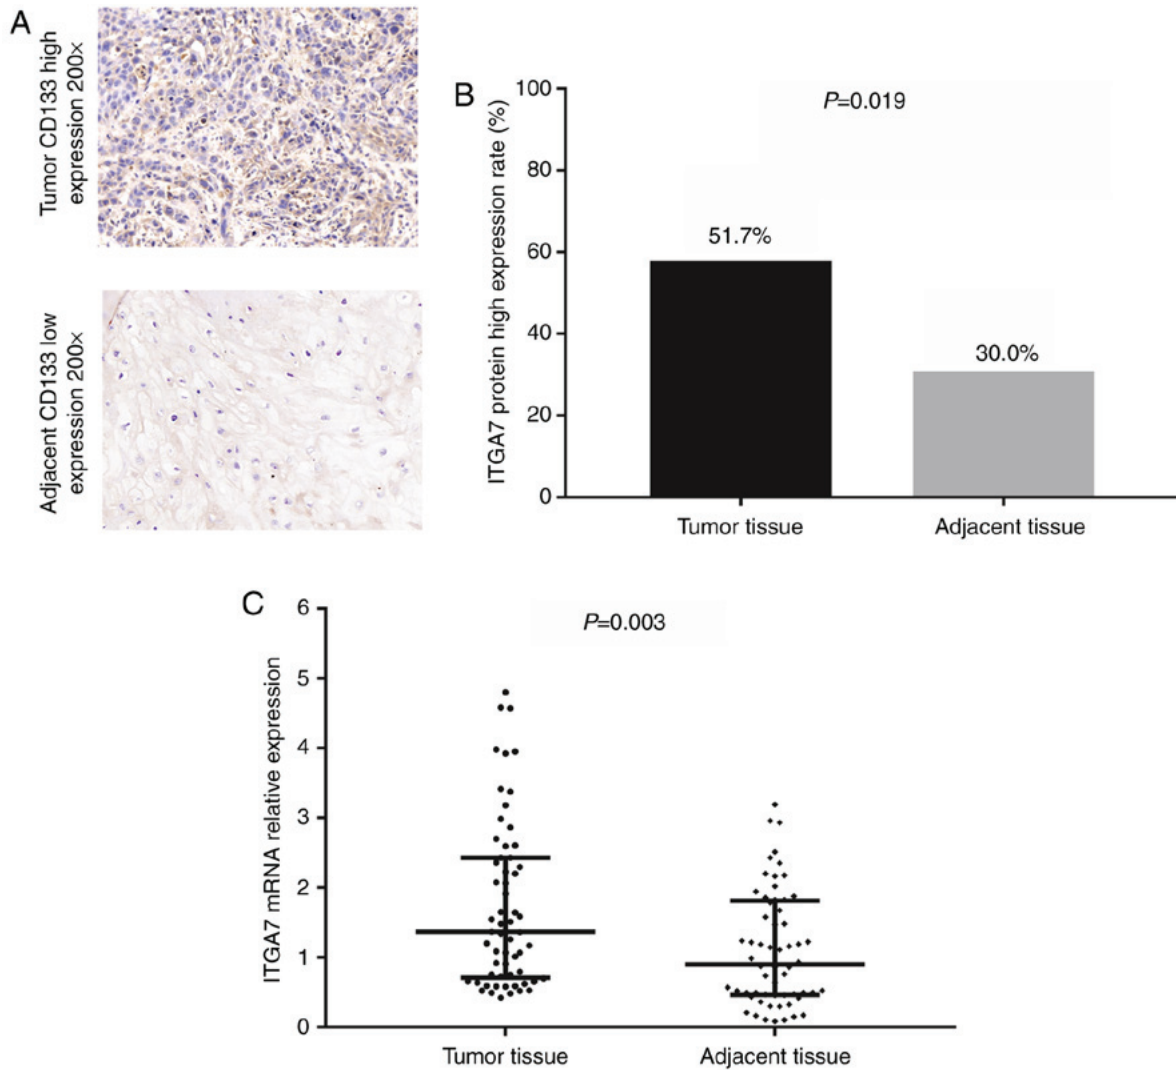 A
Tumor CD133 high
expression 200×
Adjacent CD133 low
expression 200×
B
ITGA7 protein high expression rate (%)
100
80
60
40
20
0
P=0.019
51.7%
30.0%
Tumor tissue
Adjacent tissue
C
ITGA7 mRNA relative expression
6
5
4
3
2
1
0
P=0.003
Tumor tissue
Adjacent tissue